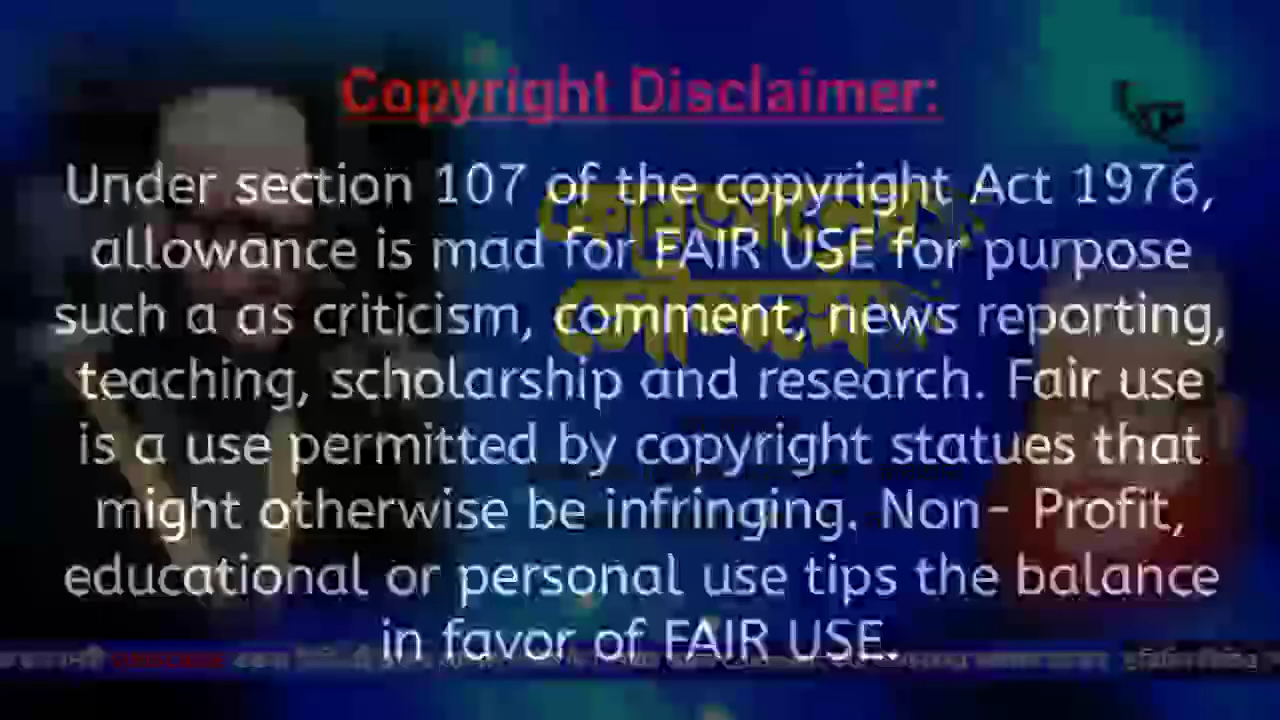 Copyright Disclaimer:
Under section 107 of the copyright Act 1976,
allowance is mad for FAIR USE for purpose
such a as criticism, comment, news reporting,
teaching, scholarship and research. Fair use
is a use permitted by copyright statues that
might otherwise be infringing. Non- Profit,
educational or personal use tips the balance
in favor of FAIR USE.